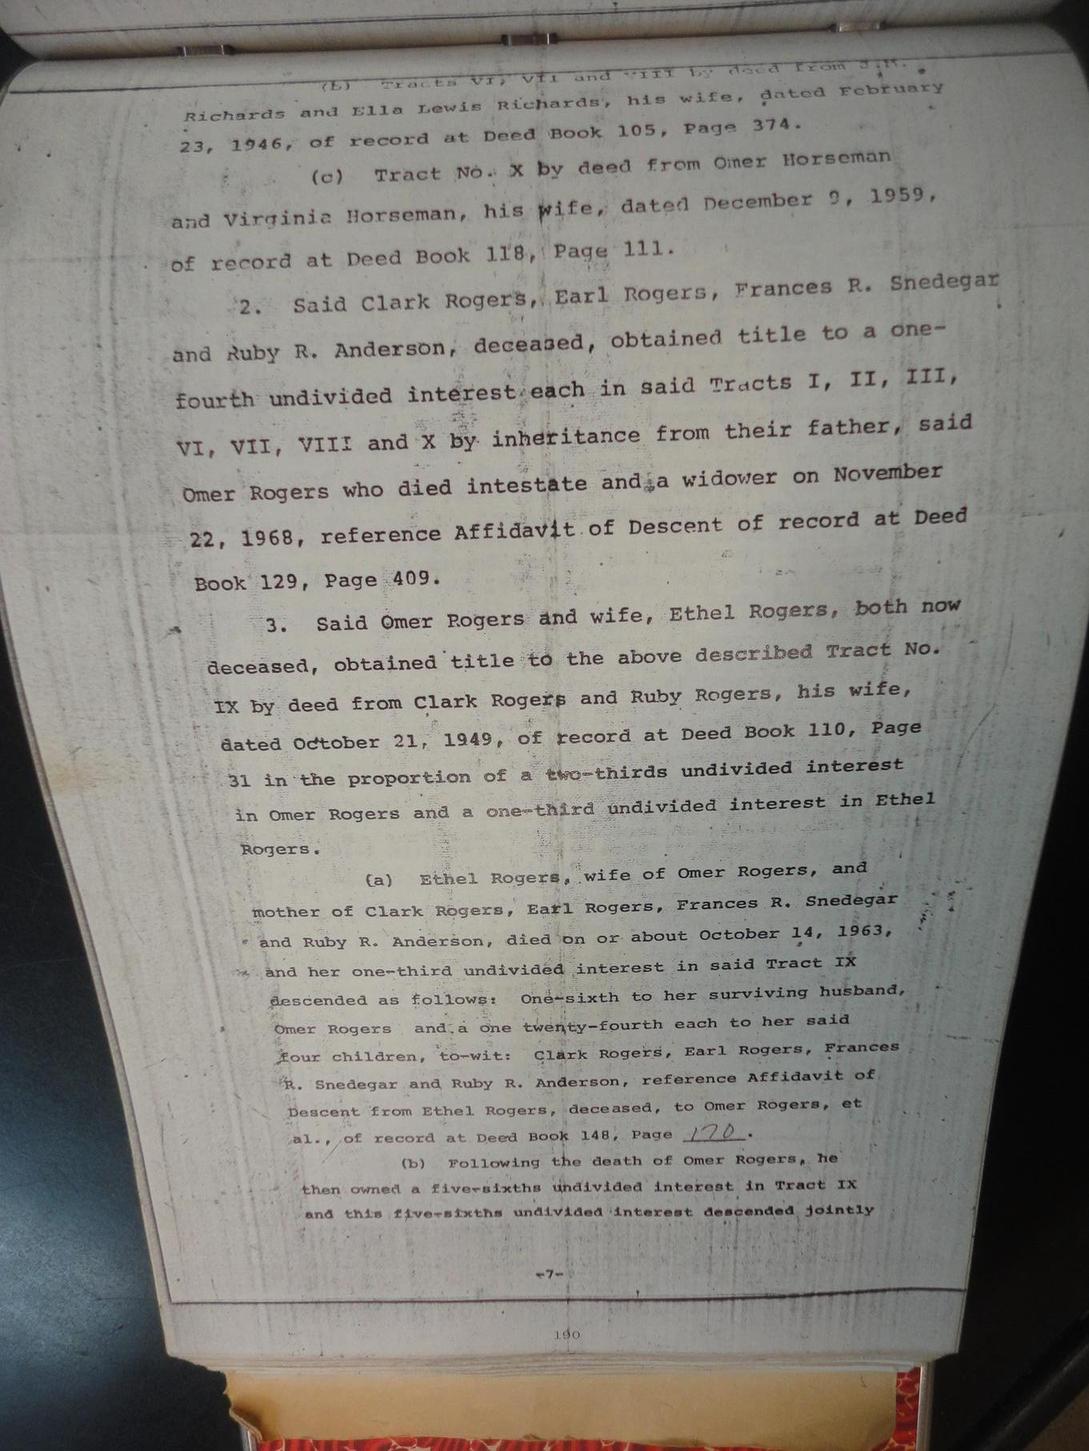 (b) Tracts VI, VII and VIII by deed from J.M.
Richards and Ella Lewis Richards, his wife, dated February
23, 1946, of record at Deed Book 105, Page 374.
(c) Tract No. X by deed from Omer Horseman
and Virginia Horseman, his wife, dated December 9, 1959,
of record at Deed Book 118, Page 111.
2. Said Clark Rogers, Earl Rogers, Frances R. Snedegar
and Ruby R. Anderson, deceased, obtained title to a one-
fourth undivided interest each in said Tracts I, II, III,
VI, VII, VIII and X by inheritance from their father, said
Omer Rogers who died intestate and a widower on November
22, 1968, reference Affidavit of Descent of record at Deed
Book 129, Page 409.
3. Said Omer Rogers and wife, Ethel Rogers, both now
deceased, obtained title to the above described Tract No.
IX by deed from Clark Rogers and Ruby Rogers, his wife,
dated October 21, 1949, of record at Deed Book 110, Page
31 in the proportion of a two-thirds undivided interest
in Omer Rogers and a one-third undivided interest in Ethel
Rogers.
(a) Ethel Rogers, wife of Omer Rogers, and
mother of Clark Rogers, Earl Rogers, Frances R. Snedegar
and Ruby R. Anderson, died on or about October 14, 1963,
and her one-third undivided interest in said Tract IX
descended as follows: One-sixth to her surviving husband,
Omer Rogers and a one twenty-fourth each to her said
four children, to-wit: Clark Rogers, Earl Rogers, Frances
R. Snedegar and Ruby R. Anderson, reference Affidavit of
Descent from Ethel Rogers, deceased, to Omer Rogers, et
al., of record at Deed Book 148, Page 170.
(b) Following the death of Omer Rogers, he
then owned a five-sixths undivided interest in Tract IX
and this five-sixths undivided interest descended jointly
-7-
190